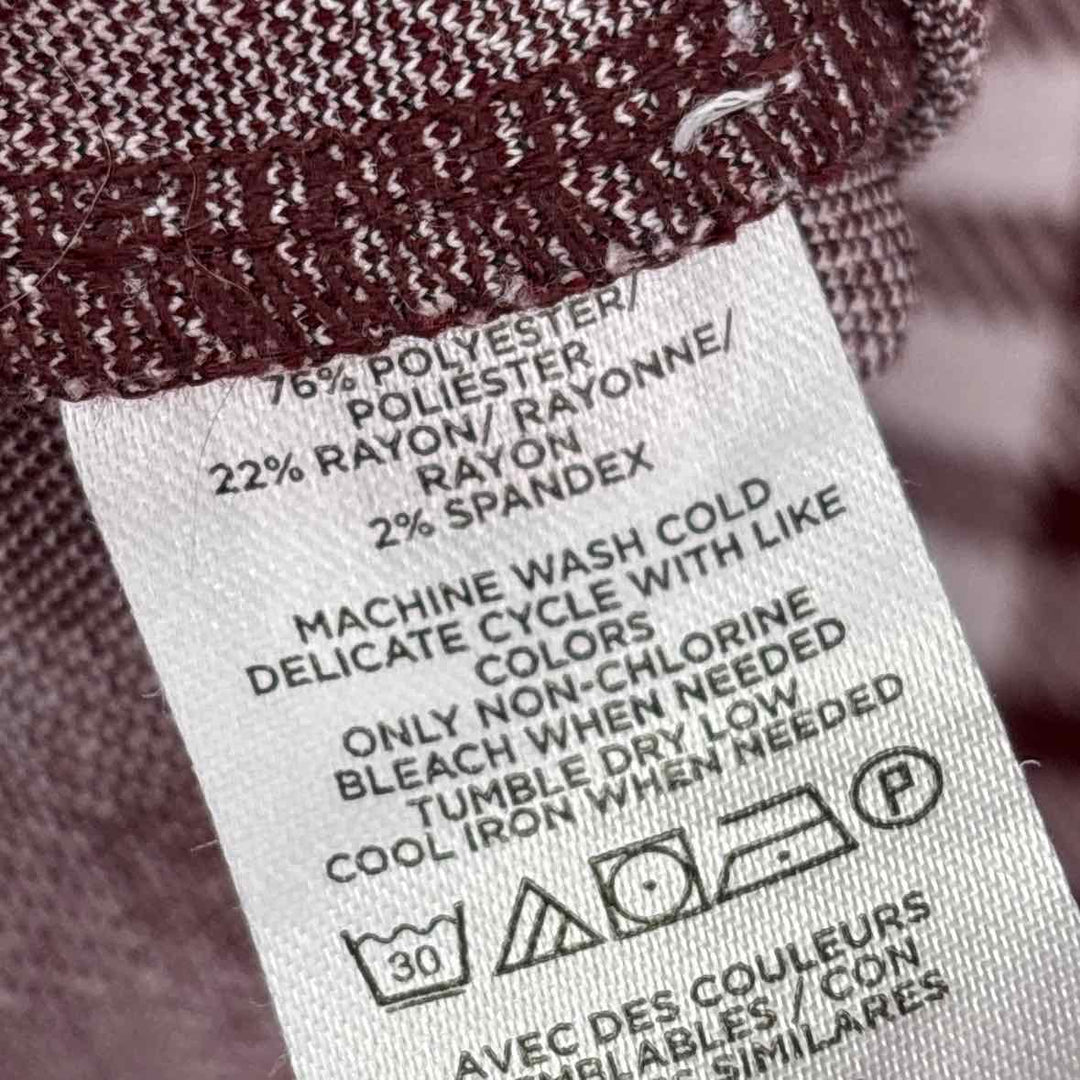 76% POLYESTER/
POLIESTER
22% RAYON/ RAYONNE/
RAYON
2% SPANDEX
MACHINE WASH COLD
DELICATE CYCLE WITH LIKE
COLORS
ONLY NON-CHLORINE
BLEACH WHEN NEEDED
TUMBLE DRY LOW
COOL IRON WHEN NEEDED
30 P
AVEC DES COULEURS
/ CON
SIMILARES